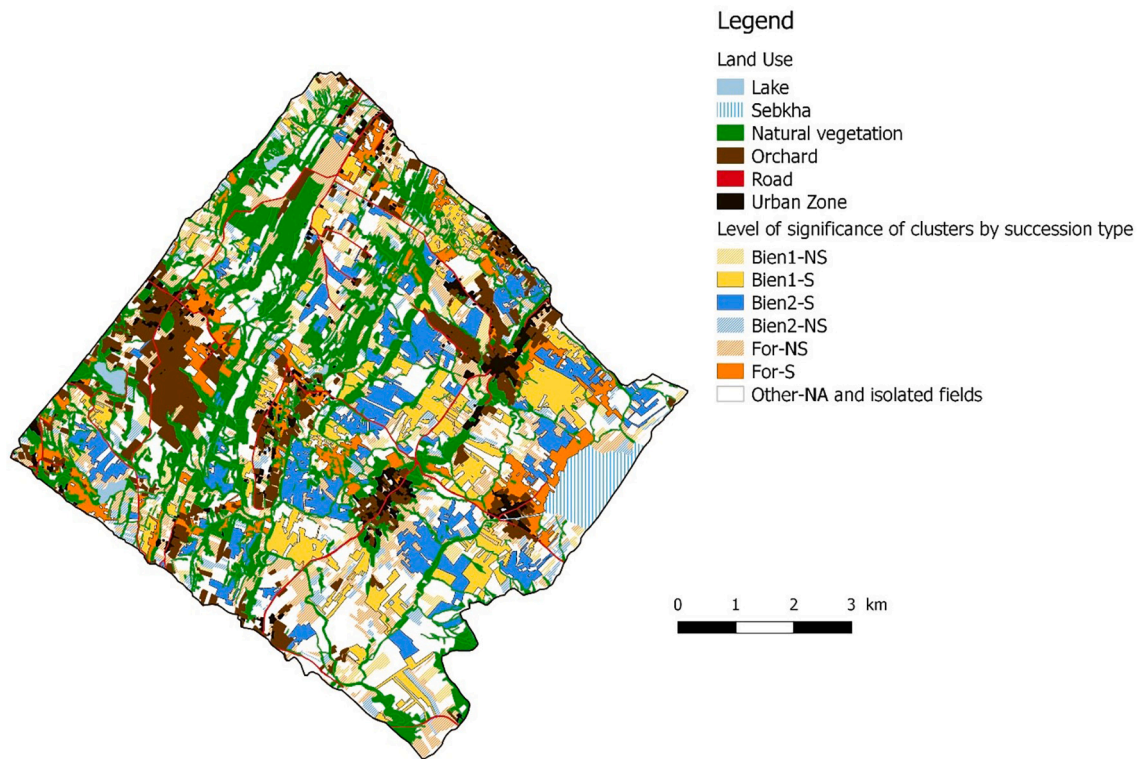 Legend
Land Use
Lake
Sebkha
Natural vegetation
Orchard
Road
Urban Zone
Level of significance of clusters by succession type
Bien1-NS
Bien1-S
Bien2-S
Bien2-NS
For-NS
For-S
Other-NA and isolated fields
0 1 2 3 km